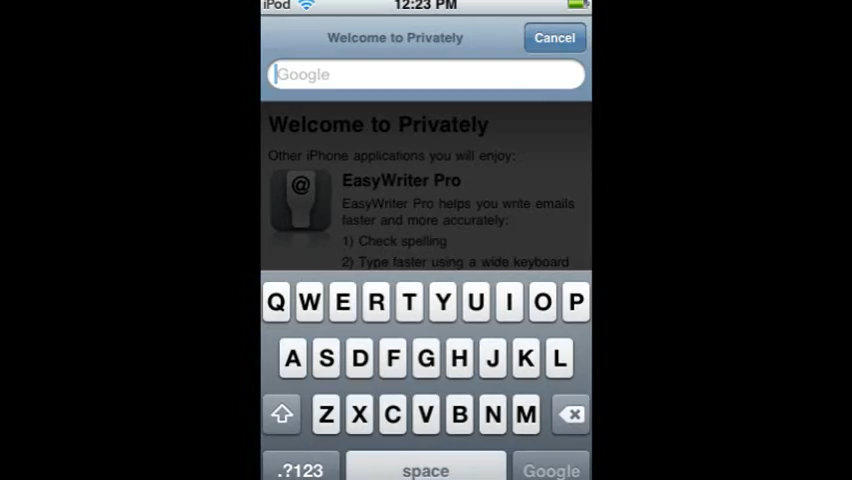 iPod 12:23 PM
Welcome to Privately Cancel
Google
Welcome to Privately
Other iPhone applications you will enjoy:
@ EasyWriter Pro
EasyWriter Pro helps you write emails
faster and more accurately:
1) Check spelling
2) Type faster using a wide keyboard
Q W E R T Y U I O P
A S D F G H J K L
Z X C V B N M
.?123 space Google